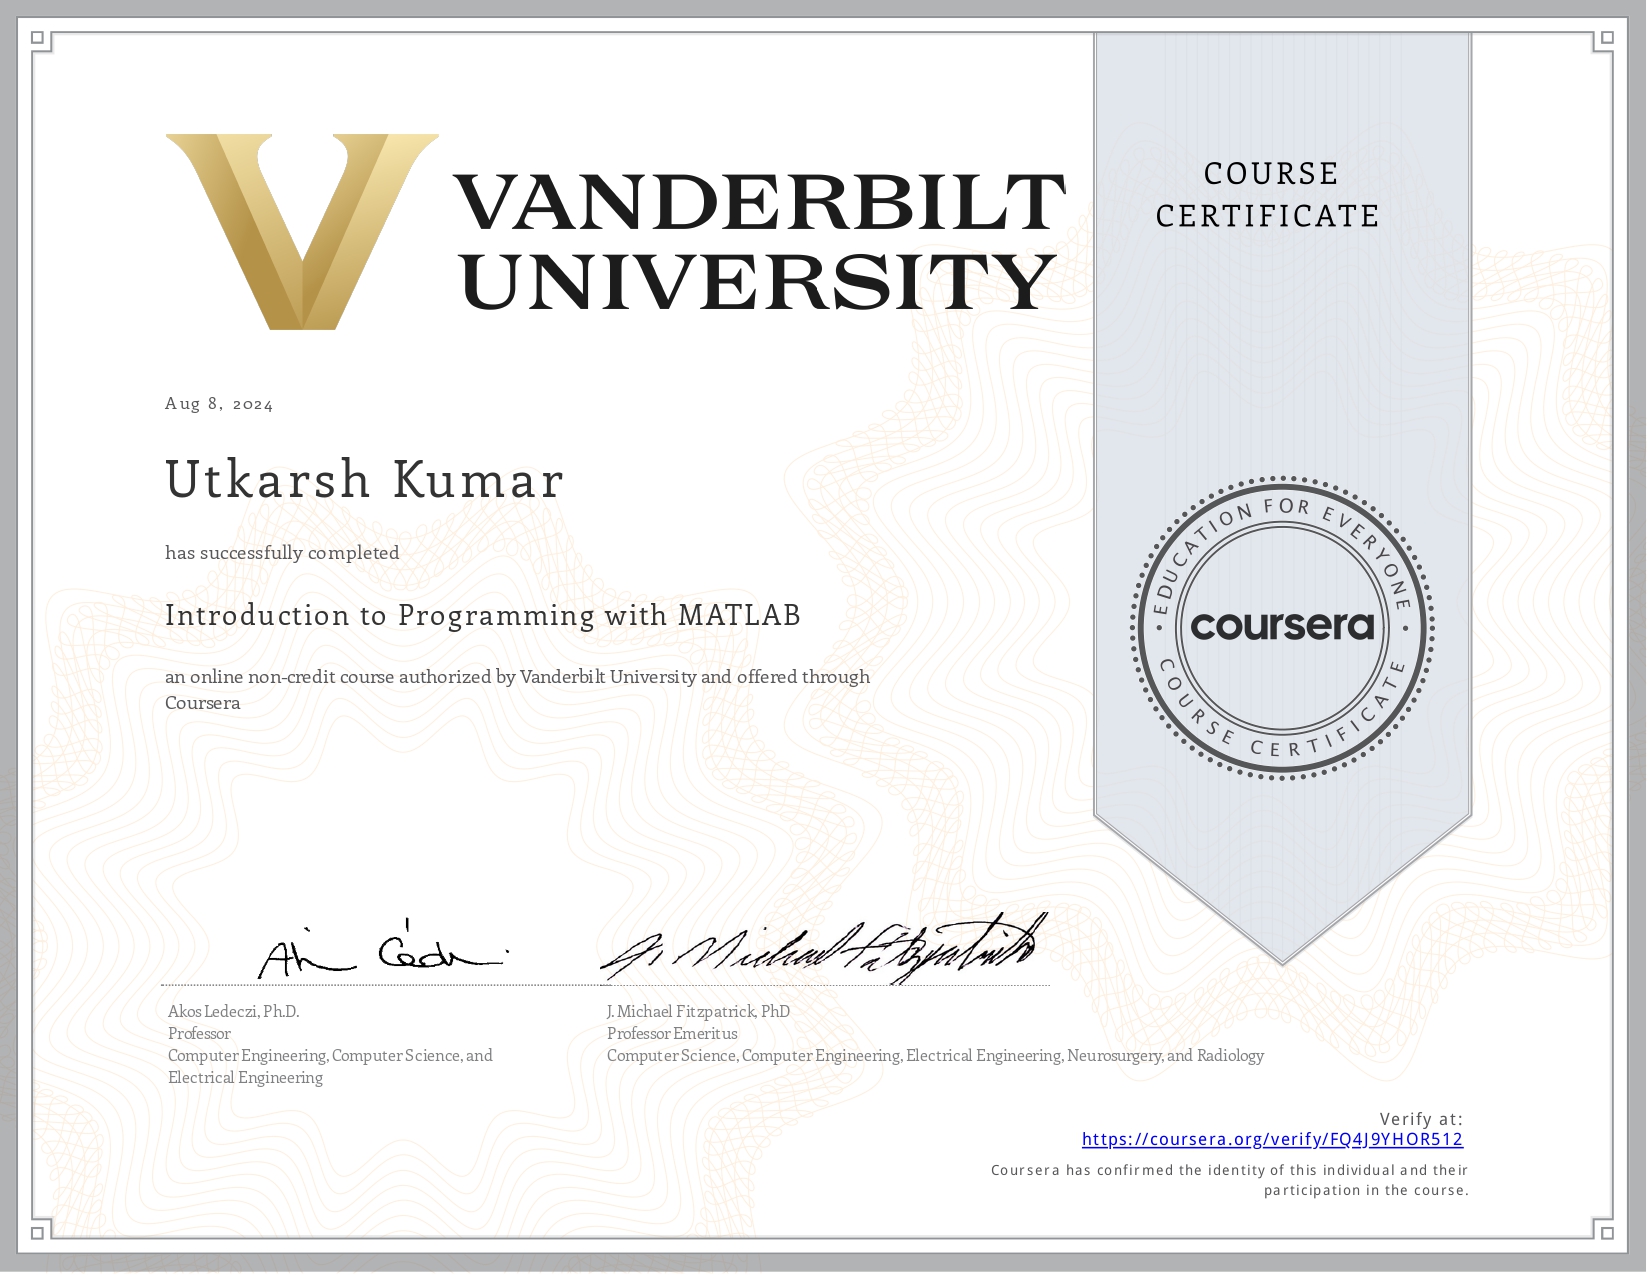 VANDERBILT
UNIVERSITY
COURSE
CERTIFICATE
Aug 8, 2024
Utkarsh Kumar
has successfully completed
Introduction to Programming with MATLAB
an online non-credit course authorized by Vanderbilt University and offered through
Coursera
EDUCATION FOR EVERYONE
coursera
COURSE CERTIFICATE
J. Michael Fitzpatrick
Akos Ledeczi, Ph.D.
Professor
Computer Engineering, Computer Science, and
Electrical Engineering
J. Michael Fitzpatrick, PhD
Professor Emeritus
Computer Science, Computer Engineering, Electrical Engineering, Neurosurgery, and Radiology
Verify at:
https://coursera.org/verify/FQ4J9YHOR512
Coursera has confirmed the identity of this individual and their
participation in the course.